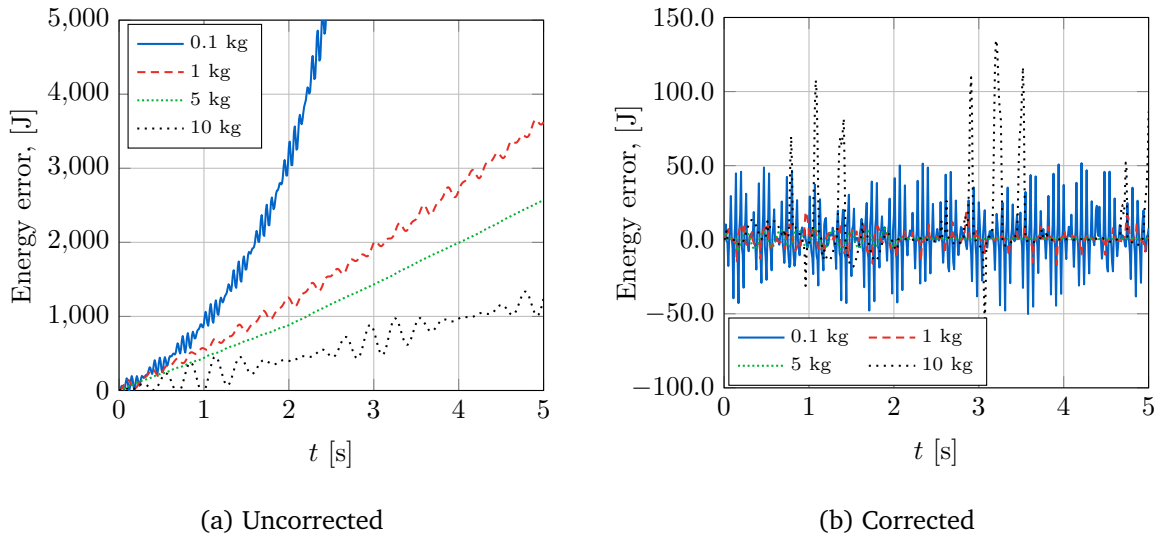 5,000
4,000
3,000
2,000
1,000
0
Energy error, [J]
0.1 kg
1 kg
5 kg
10 kg
0 1 2 3 4 5
t [s]
(a) Uncorrected
150.0
100.0
50.0
0.0
−50.0
−100.0
Energy error, [J]
0.1 kg 1 kg
5 kg 10 kg
0 1 2 3 4 5
t [s]
(b) Corrected